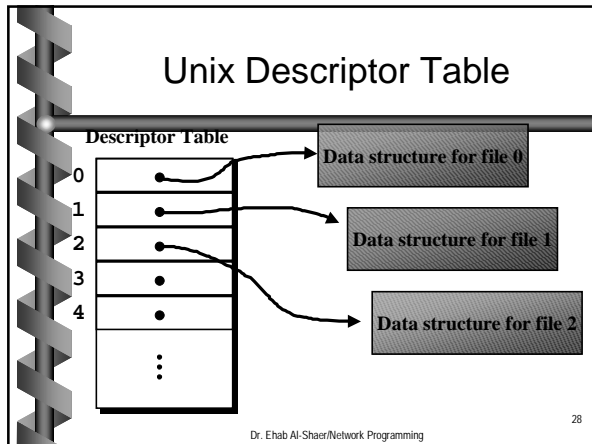 Unix Descriptor Table
Descriptor Table
0
1
2
3
4
Data structure for file 0
Data structure for file 1
Data structure for file 2
Dr. Ehab Al-Shaer/Network Programming
28